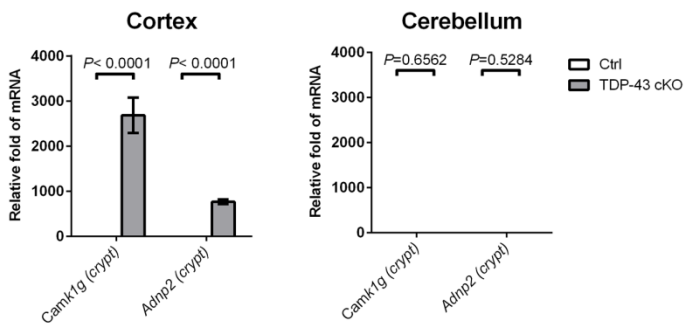 Cortex
Relative fold of mRNA
4000
3000
2000
1000
0
P< 0.0001 P< 0.0001
Camk1g (crypt)
Adnp2 (crypt)
Cerebellum
Relative fold of mRNA
4000
3000
2000
1000
0
P=0.6562 P=0.5284
Camk1g (crypt)
Adnp2 (crypt)
Ctrl
TDP-43 cKO